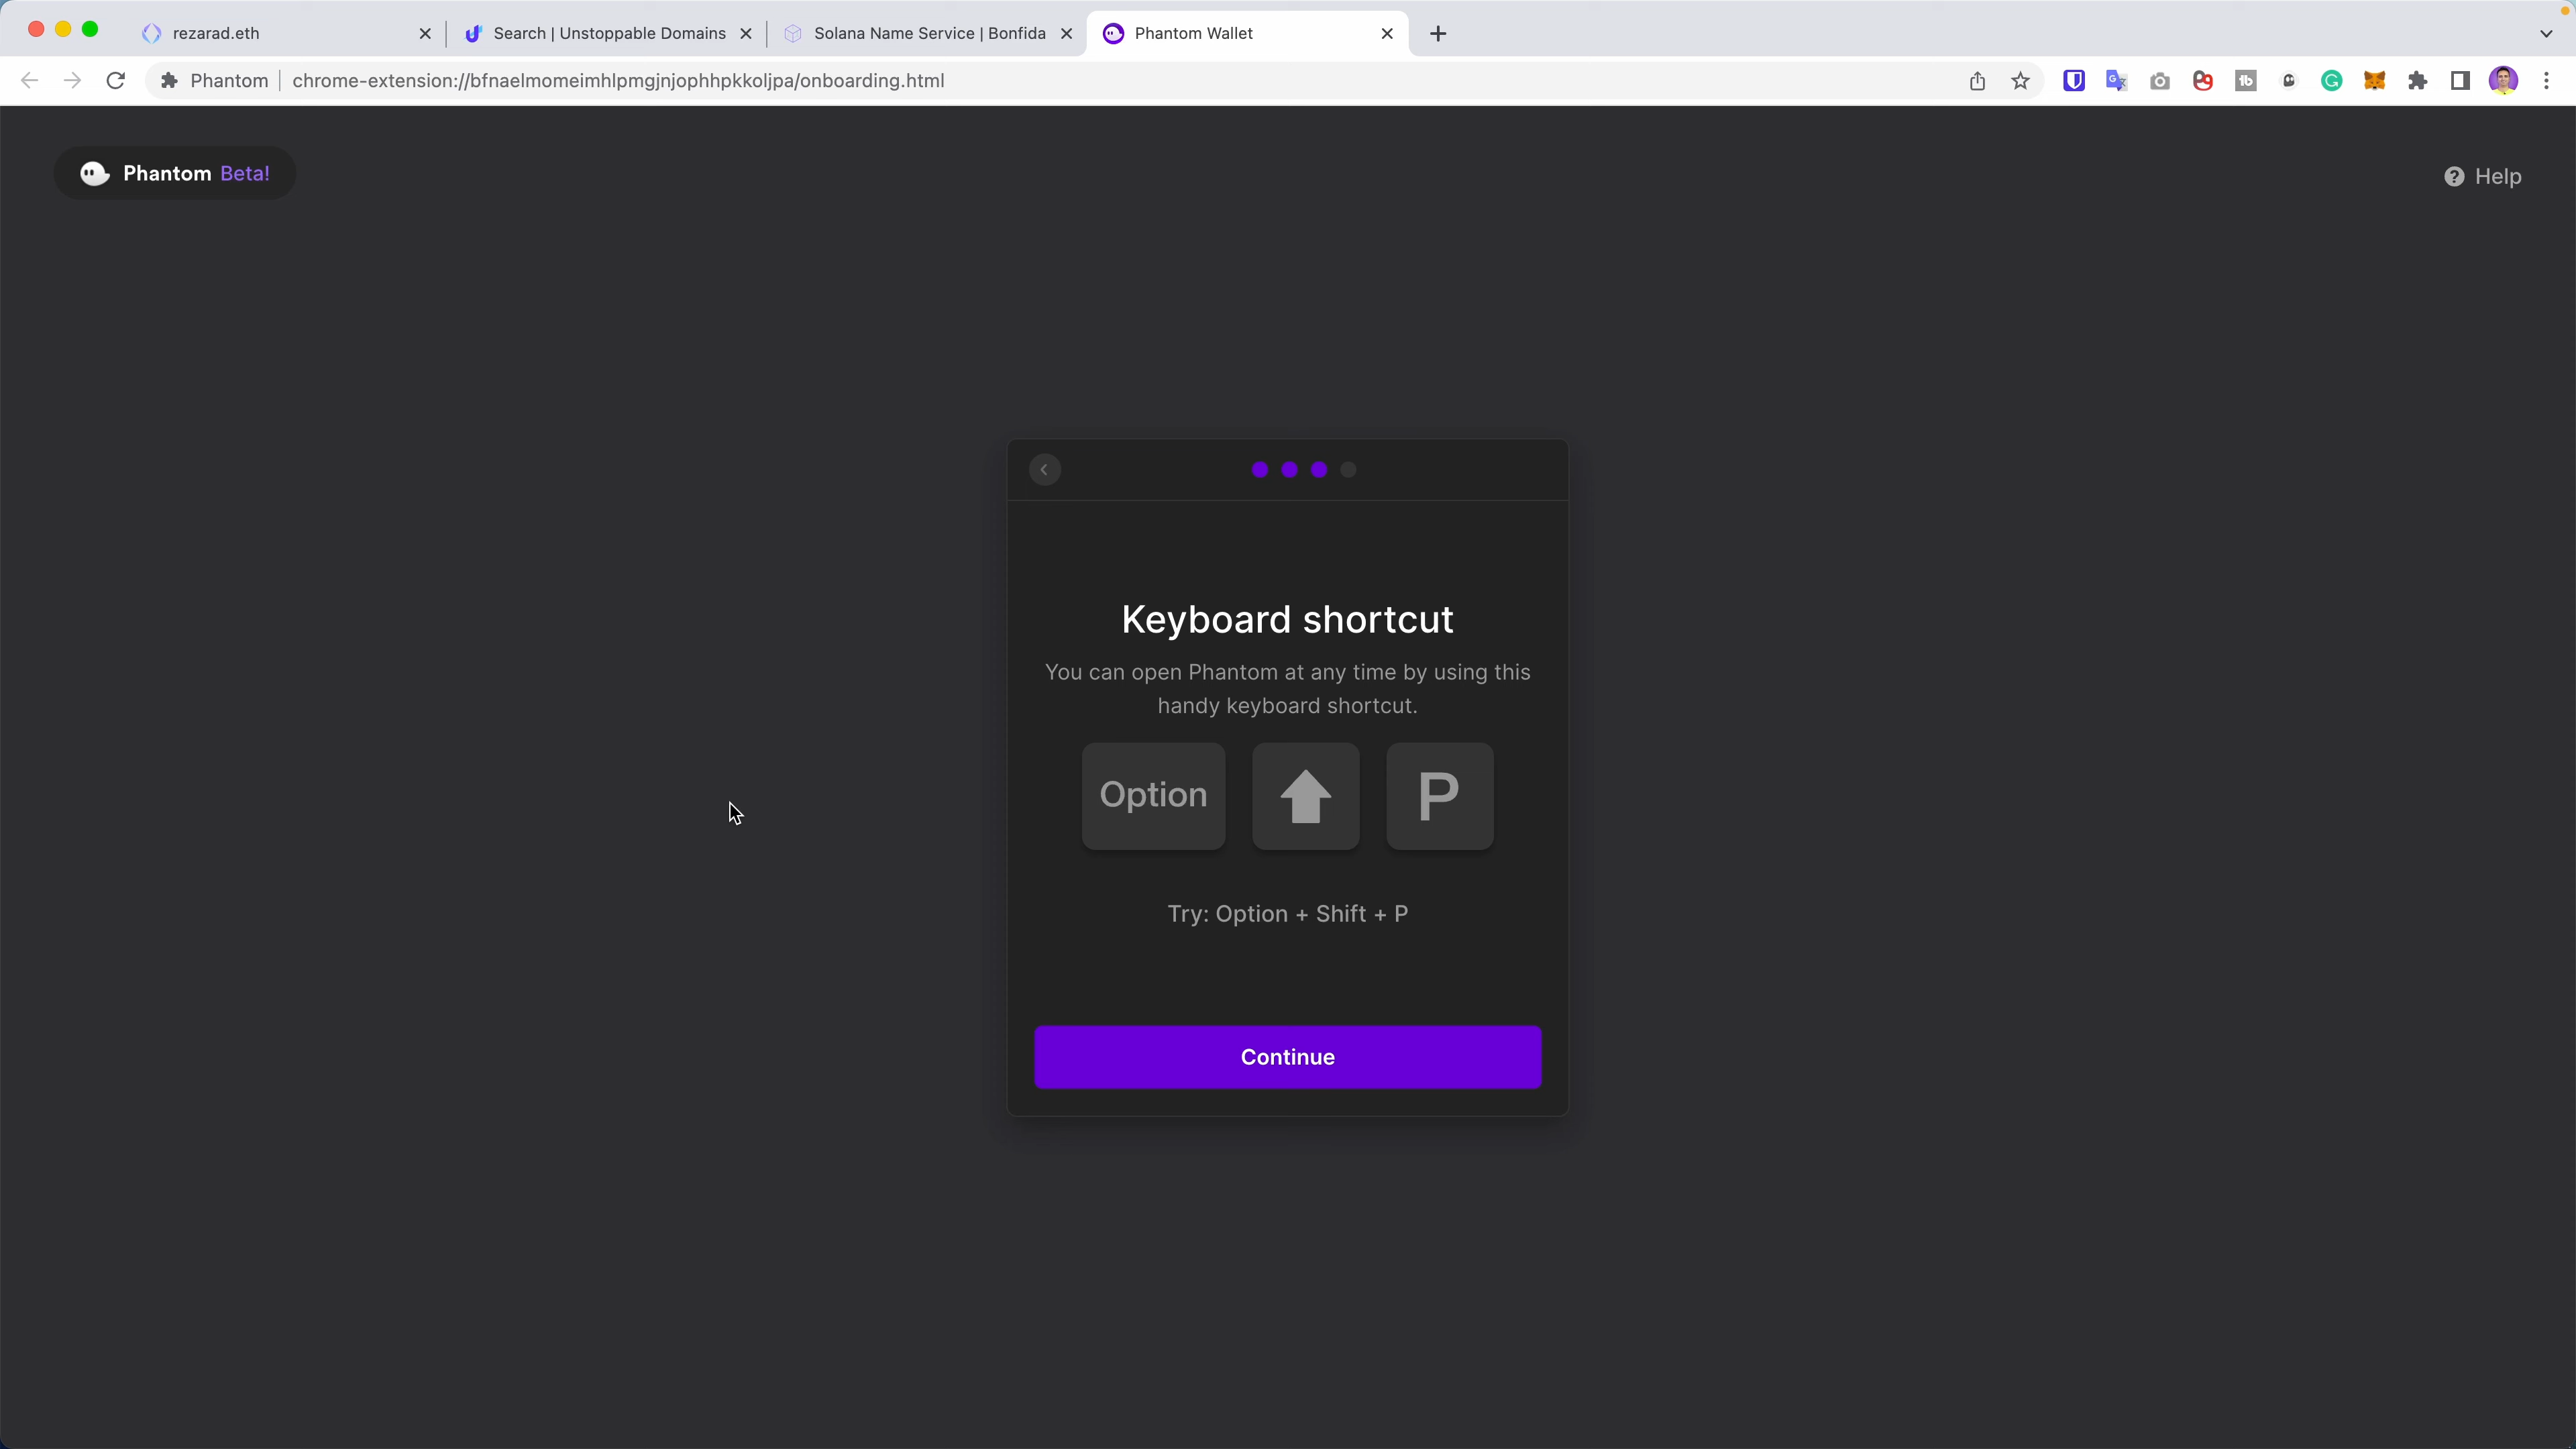 rezarad.eth
Search | Unstoppable Domains
Solana Name Service | Bonfida
Phantom Wallet
Phantom
chrome-extension://bfnaelmomeimhlpmgjnjophhpkkoljpa/onboarding.html
Phantom Beta!
Help
Keyboard shortcut
You can open Phantom at any time by using this
handy keyboard shortcut.
Option
P
Try: Option + Shift + P
Continue